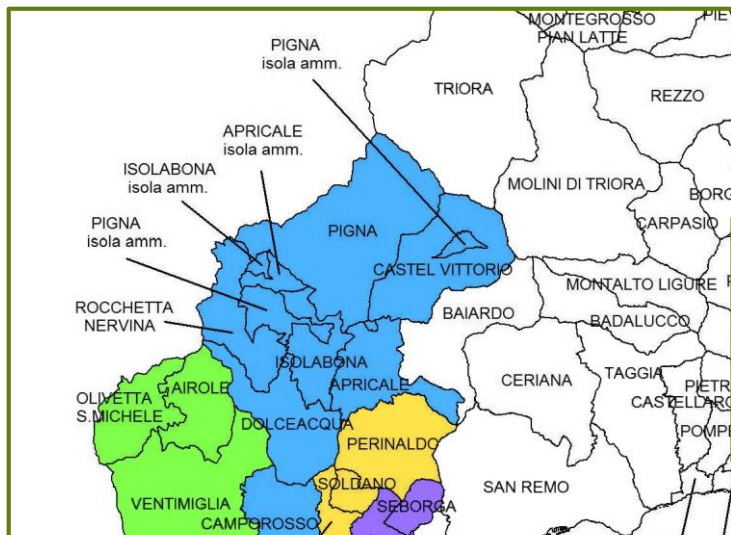 MONTEGROSSO
PIAN LATTE
PIGNA
isola amm.
TRIORA
REZZO
APRICALE
isola amm.
ISOLABONA
isola amm.
MOLINI DI TRIORA
PIGNA
isola amm.
PIGNA
CARPASIO
CASTEL VITTORIO
MONTALTO LIGURE
ROCCHETTA
NERVINA
BAIARDO
BADALUCCO
ISOLABONA
APRICALE
CERIANA
TAGGIA
OLIVETTA
S.MICHELE
AIROLE
DOLCEACQUA
PERINALDO
SOLDANO
SAN REMO
SEBORGA
VENTIMIGLIA
CAMPOROSSO